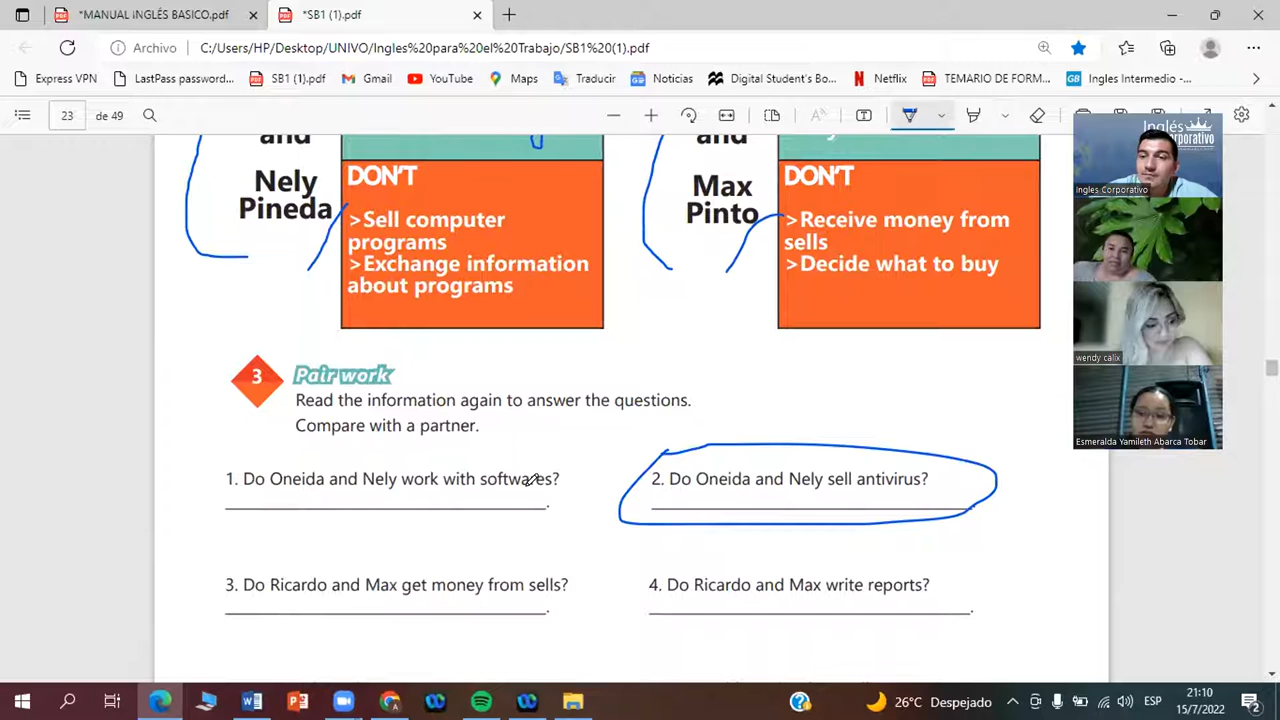 *MANUAL iNGLÉS BASICO.pdf
*SB1 (1).pdf
Archivo
C:/Users/HP/Desktop/UNIVO/Ingles%20para%20el%20Trabajo/SB1%20(1).pdf
Express VPN
LastPass password...
SB1 (1).pdf
Gmail
YouTube
Maps
Traducir
Noticias
Digital Student's Bo...
Netflix
TEMARIO DE FORM...
Ingles Intermedio -...
23
de 49
and
Nely
Pineda
DON'T
>Sell computer
programs
>Exchange information
about programs
and
Max
Pinto
DON'T
>Receive money from
sells
>Decide what to buy
3
Pair work
Read the information again to answer the questions.
Compare with a partner.
1. Do Oneida and Nely work with softwares?
.
2. Do Oneida and Nely sell antivirus?
3. Do Ricardo and Max get money from sells?
.
4. Do Ricardo and Max write reports?
.
Inglés
Corporativo
Ingles Corporativo
wendy calix
Esmeralda Yamileth Abarca Tobar
26°C Despejado
ESP
21:10
15/7/2022
2